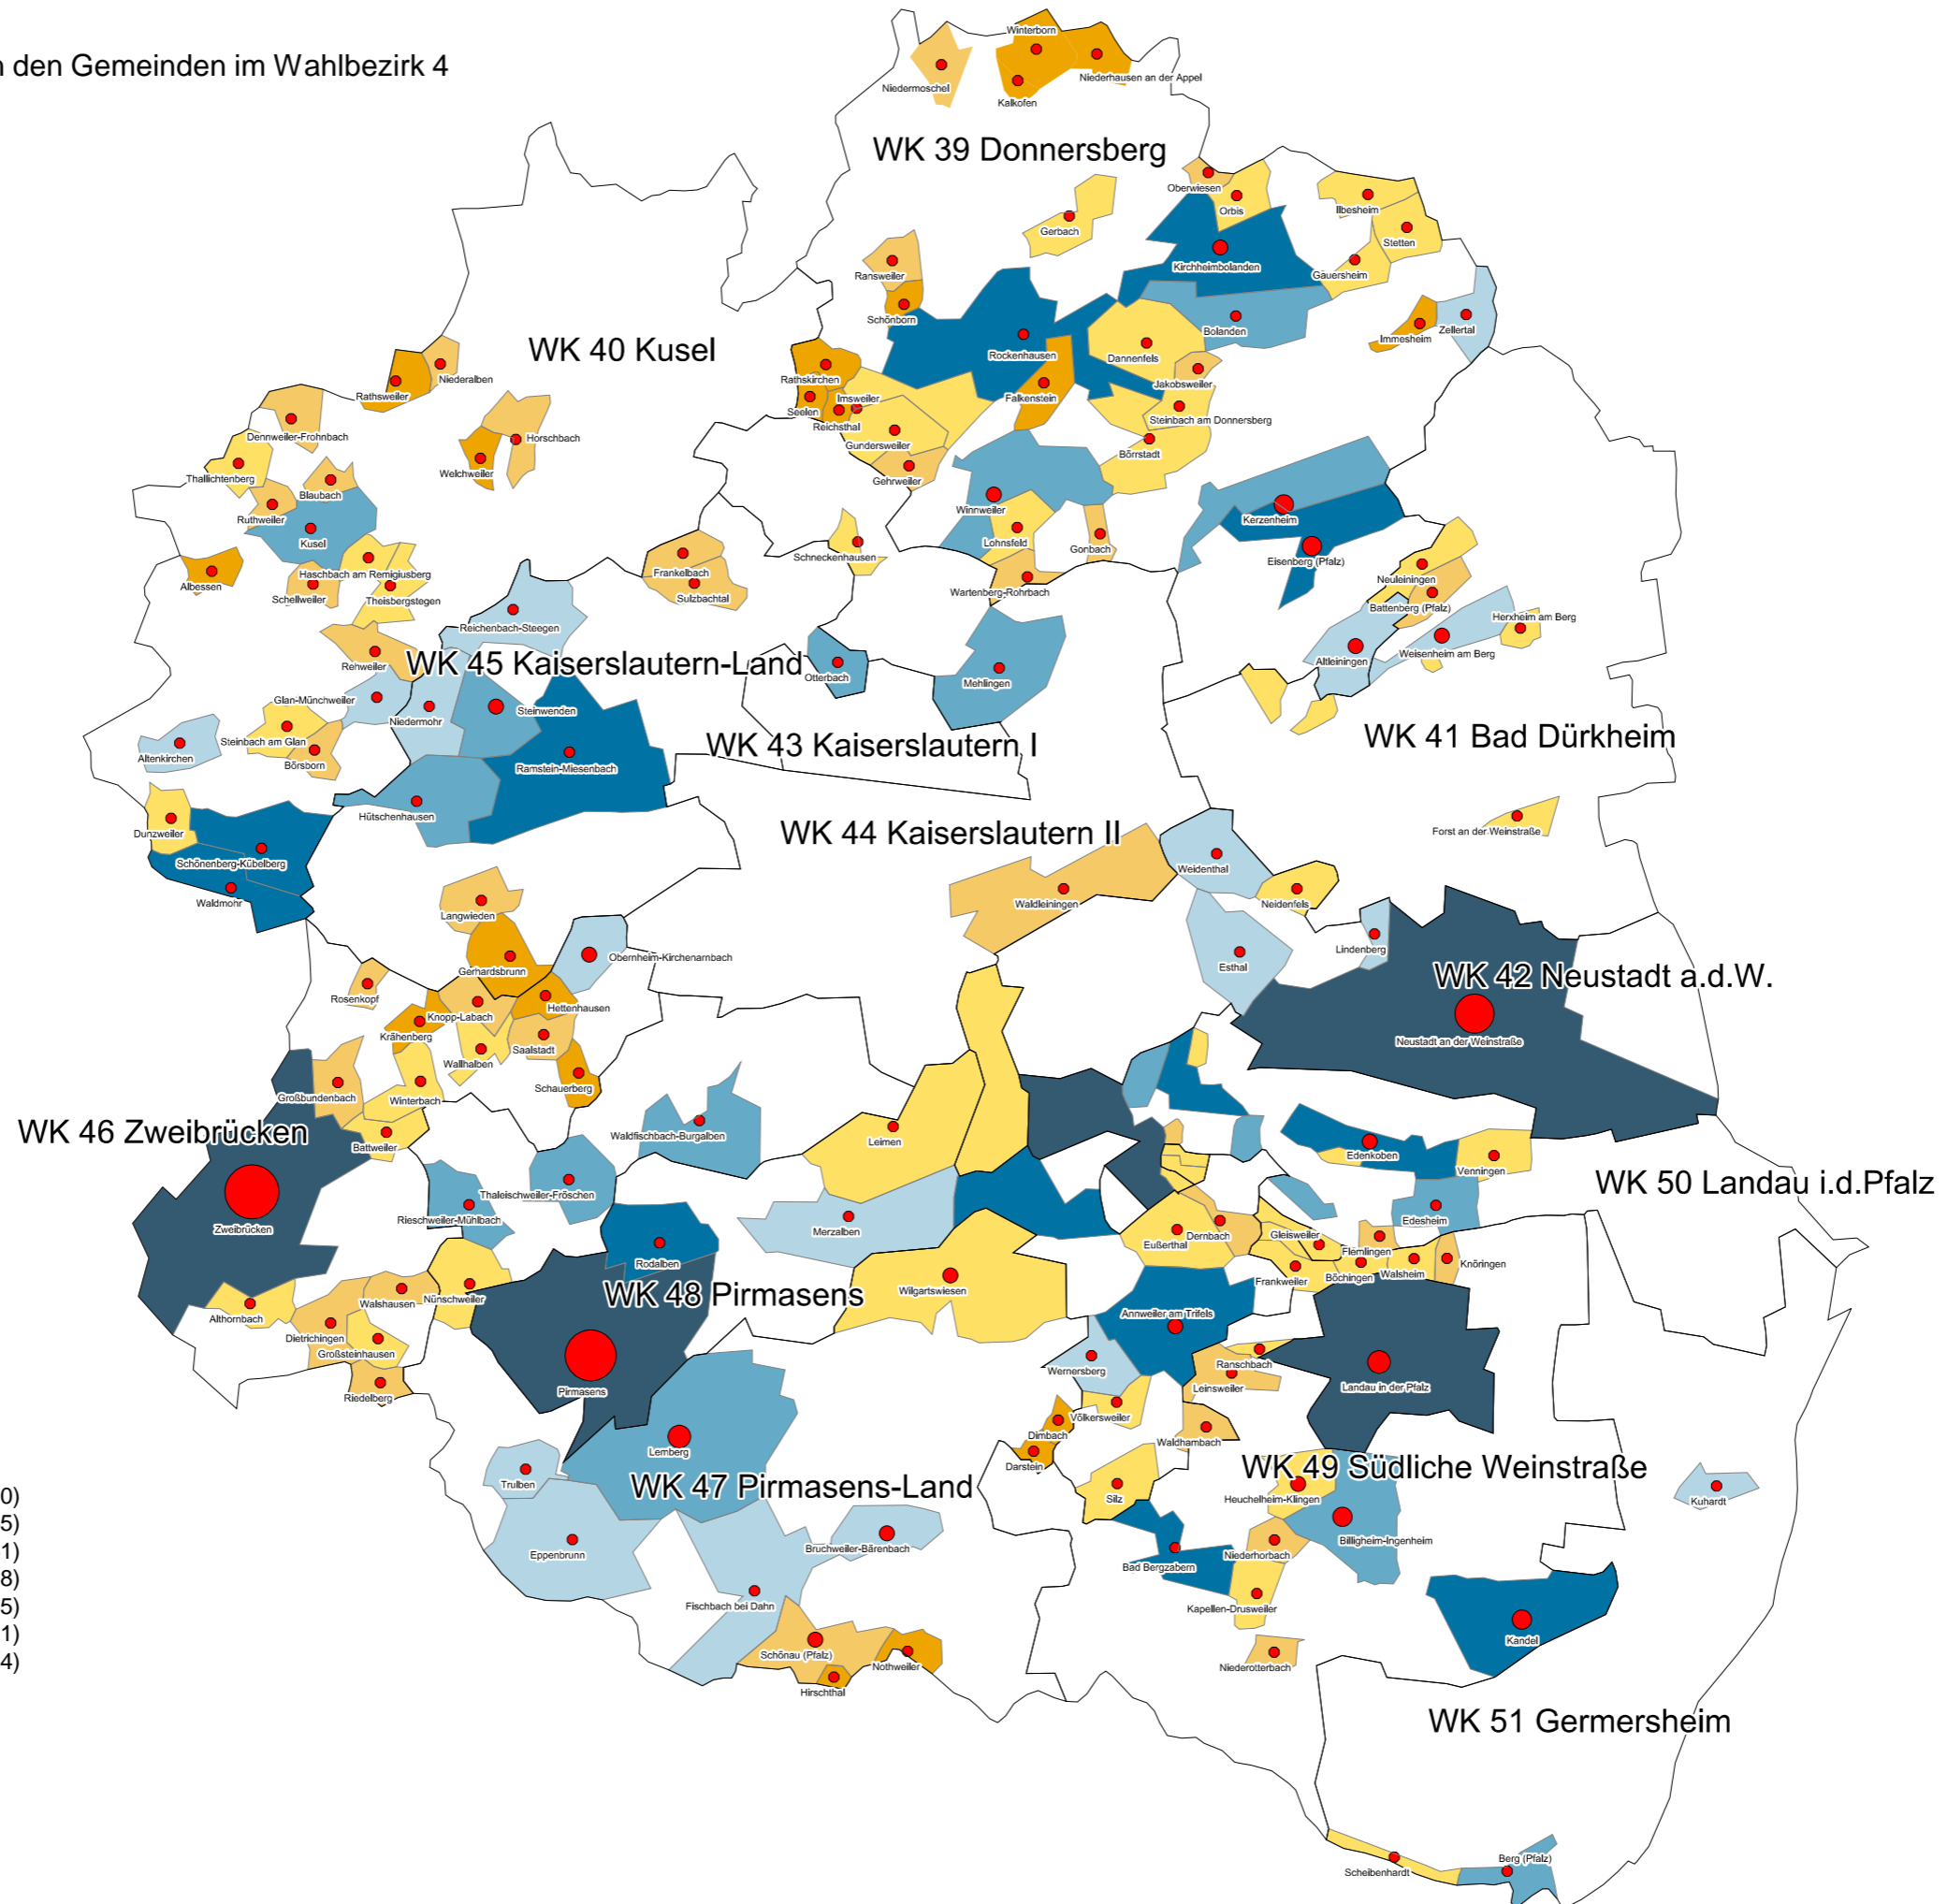 n den Gemeinden im Wahlbezirk 4
Winterborn
Niedermoschel
Kalkofen
Niederhausen an der Appel
WK 39 Donnersberg
Oberwiesen
Orbis
Ilbesheim
Stetten
Gerbach
Kirchheimbolanden
Gauersheim
Ransweiler
Schönborn
Rockenhausen
Bolanden
Immesheim
Zellertal
WK 40 Kusel
Dannenfels
Jakobsweiler
Niederalben
Rathsweiler
Rathskirchen
Seelen
Imsweiler
Reichsthal
Falkenstein
Steinbach am Donnersberg
Dennweiler-Frohnbach
Horschbach
Welchweiler
Gundersweiler
Gehrweiler
Börrstadt
Thallichtenberg
Blaubach
Ruthweiler
Kusel
Winnweiler
Lohnsfeld
Gonbach
Kerzenheim
Eisenberg (Pfalz)
Schneckenhausen
Haschbach am Remigiusberg
Albessen
Schellweiler
Theisbergstegen
Frankelbach
Sulzbachtal
Wartenberg-Rohrbach
Neuleiningen
Battenberg (Pfalz)
Herxheim am Berg
Reichenbach-Steegen
Altleiningen
Weisenheim am Berg
Rehweiler
WK 45 Kaiserslautern-Land
Otterbach
Mehlingen
Glan-Münchweiler
Niedermohr
Steinwenden
Steinbach am Glan
Börsborn
Altenkirchen
WK 43 Kaiserslautern I
WK 41 Bad Dürkheim
Ramstein-Miesenbach
Hütschenhausen
Dunzweiler
Schönenberg-Kübelberg
Waldmohr
WK 44 Kaiserslautern II
Forst an der Weinstraße
Weidenthal
Waldleiningen
Neidenfels
Langwieden
Gerhardsbrunn
Obernheim-Kirchenarnbach
Esthal
Lindenberg
WK 42 Neustadt a.d.W.
Neustadt an der Weinstraße
Rosenkopf
Knopp-Labach
Hettenhausen
Krähenberg
Saalstadt
Wallhalben
Schauerberg
Großbundenbach
Winterbach
WK 46 Zweibrücken
Battweiler
Waldfischbach-Burgalben
Leimen
Edenkoben
Venningen
WK 50 Landau i.d.Pfalz
Zweibrücken
Thaleischweiler-Fröschen
Rieschweiler-Mühlbach
Merzalben
Edesheim
Rodalben
Eußerthal
Dernbach
Gleisweiler
Flemlingen
Knöringen
Frankweiler
Böchingen
Walsheim
Wilgartswiesen
WK 48 Pirmasens
Walshausen
Nünschweiler
Althornbach
Dietrichingen
Großsteinhausen
Annweiler am Trifels
Riedelberg
Pirmasens
Wernersberg
Ranschbach
Leinsweiler
Landau in der Pfalz
Völkersweiler
Dimbach
Darstein
Waldhambach
Lemberg
WK 49 Südliche Weinstraße
WK 47 Pirmasens-Land
Trulben
Silz
Heuchelheim-Klingen
Kuhardt
Eppenbrunn
Bruchweiler-Bärenbach
Billigheim-Ingenheim
Bad Bergzabern
Niederhorbach
Kapellen-Drusweiler
Fischbach bei Dahn
Kandel
Schönau (Pfalz)
Nothweiler
Hirschthal
Niederotterbach
WK 51 Germersheim
Scheibenhardt
Berg (Pfalz)
0)
5)
1)
8)
5)
1)
4)